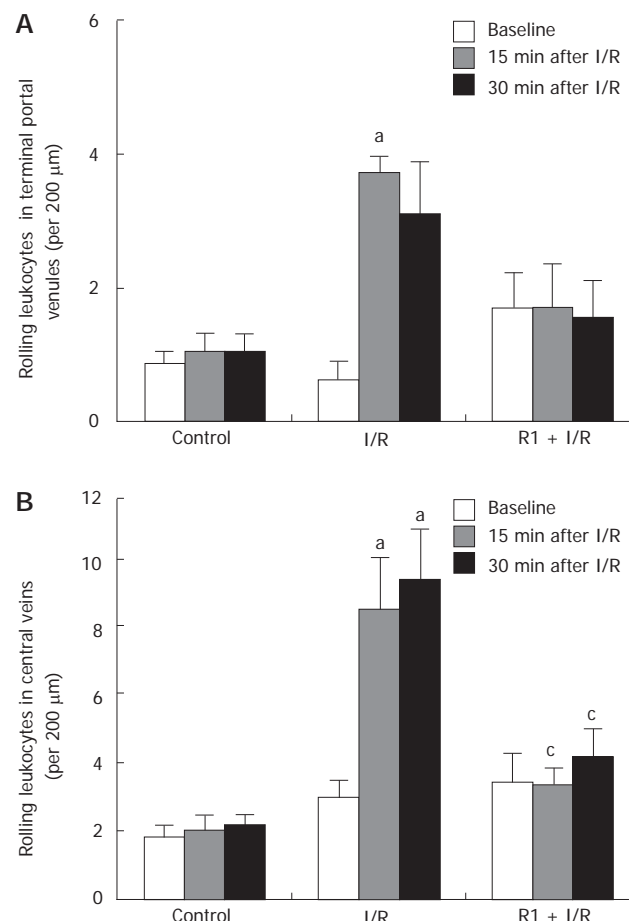 A
6
4
2
0
Rolling leukocytes in terminal portal
venules (per 200 μm)
Baseline
15 min after I/R
30 min after I/R
a
Control
I/R
R1 + I/R
B
12
10
8
6
4
2
0
Rolling leukocytes in central veins
(per 200 μm)
Baseline
15 min after I/R
30 min after I/R
a
a
c
c
Control
I/R
R1 + I/R